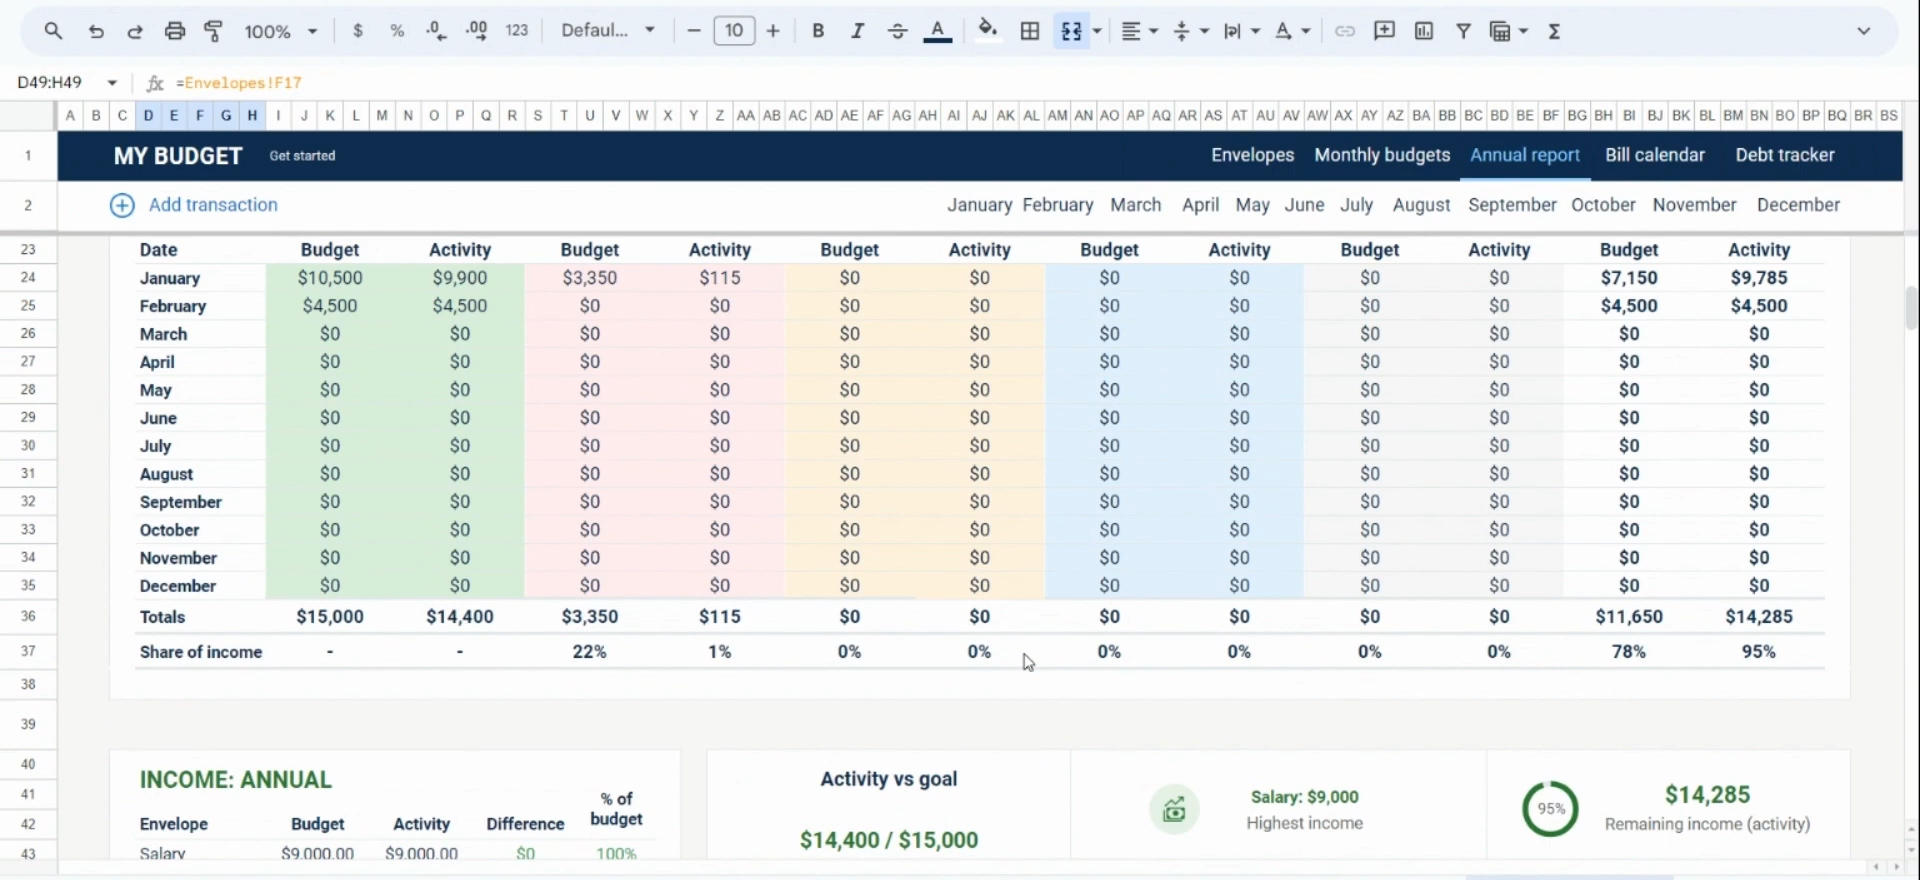 100% $ % .0 .00 123 Defaul... − 10 + B I S A Σ
D49:H49 fx =Envelopes!F17
A B C D E F G H I J K L M N O P Q R S T U V W X Y Z AA AB AC AD AE AF AG AH AI AJ AK AL AM AN AO AP AQ AR AS AT AU AV AW AX AY AZ BA BB BC BD BE BF BG BH BI BJ BK BL BM BN BO BP BQ BR BS
1 MY BUDGET Get started Envelopes Monthly budgets Annual report Bill calendar Debt tracker
2 Add transaction January February March April May June July August September October November December
23 Date Budget Activity Budget Activity Budget Activity Budget Activity Budget Activity Budget Activity
24 January $10,500 $9,900 $3,350 $115 $0 $0 $0 $0 $0 $0 $7,150 $9,785
25 February $4,500 $4,500 $0 $0 $0 $0 $0 $0 $0 $0 $4,500 $4,500
26 March $0 $0 $0 $0 $0 $0 $0 $0 $0 $0 $0 $0
27 April $0 $0 $0 $0 $0 $0 $0 $0 $0 $0 $0 $0
28 May $0 $0 $0 $0 $0 $0 $0 $0 $0 $0 $0 $0
29 June $0 $0 $0 $0 $0 $0 $0 $0 $0 $0 $0 $0
30 July $0 $0 $0 $0 $0 $0 $0 $0 $0 $0 $0 $0
31 August $0 $0 $0 $0 $0 $0 $0 $0 $0 $0 $0 $0
32 September $0 $0 $0 $0 $0 $0 $0 $0 $0 $0 $0 $0
33 October $0 $0 $0 $0 $0 $0 $0 $0 $0 $0 $0 $0
34 November $0 $0 $0 $0 $0 $0 $0 $0 $0 $0 $0 $0
35 December $0 $0 $0 $0 $0 $0 $0 $0 $0 $0 $0 $0
36 Totals $15,000 $14,400 $3,350 $115 $0 $0 $0 $0 $0 $0 $11,650 $14,285
37 Share of income - - 22% 1% 0% 0% 0% 0% 0% 0% 78% 95%
38
39
40
41
42
43
INCOME: ANNUAL
% of
budget
Envelope Budget Activity Difference
Salary $9,000.00 $9,000.00 $0 100%
Activity vs goal
$14,400 / $15,000
Salary: $9,000
Highest income
95%
$14,285
Remaining income (activity)